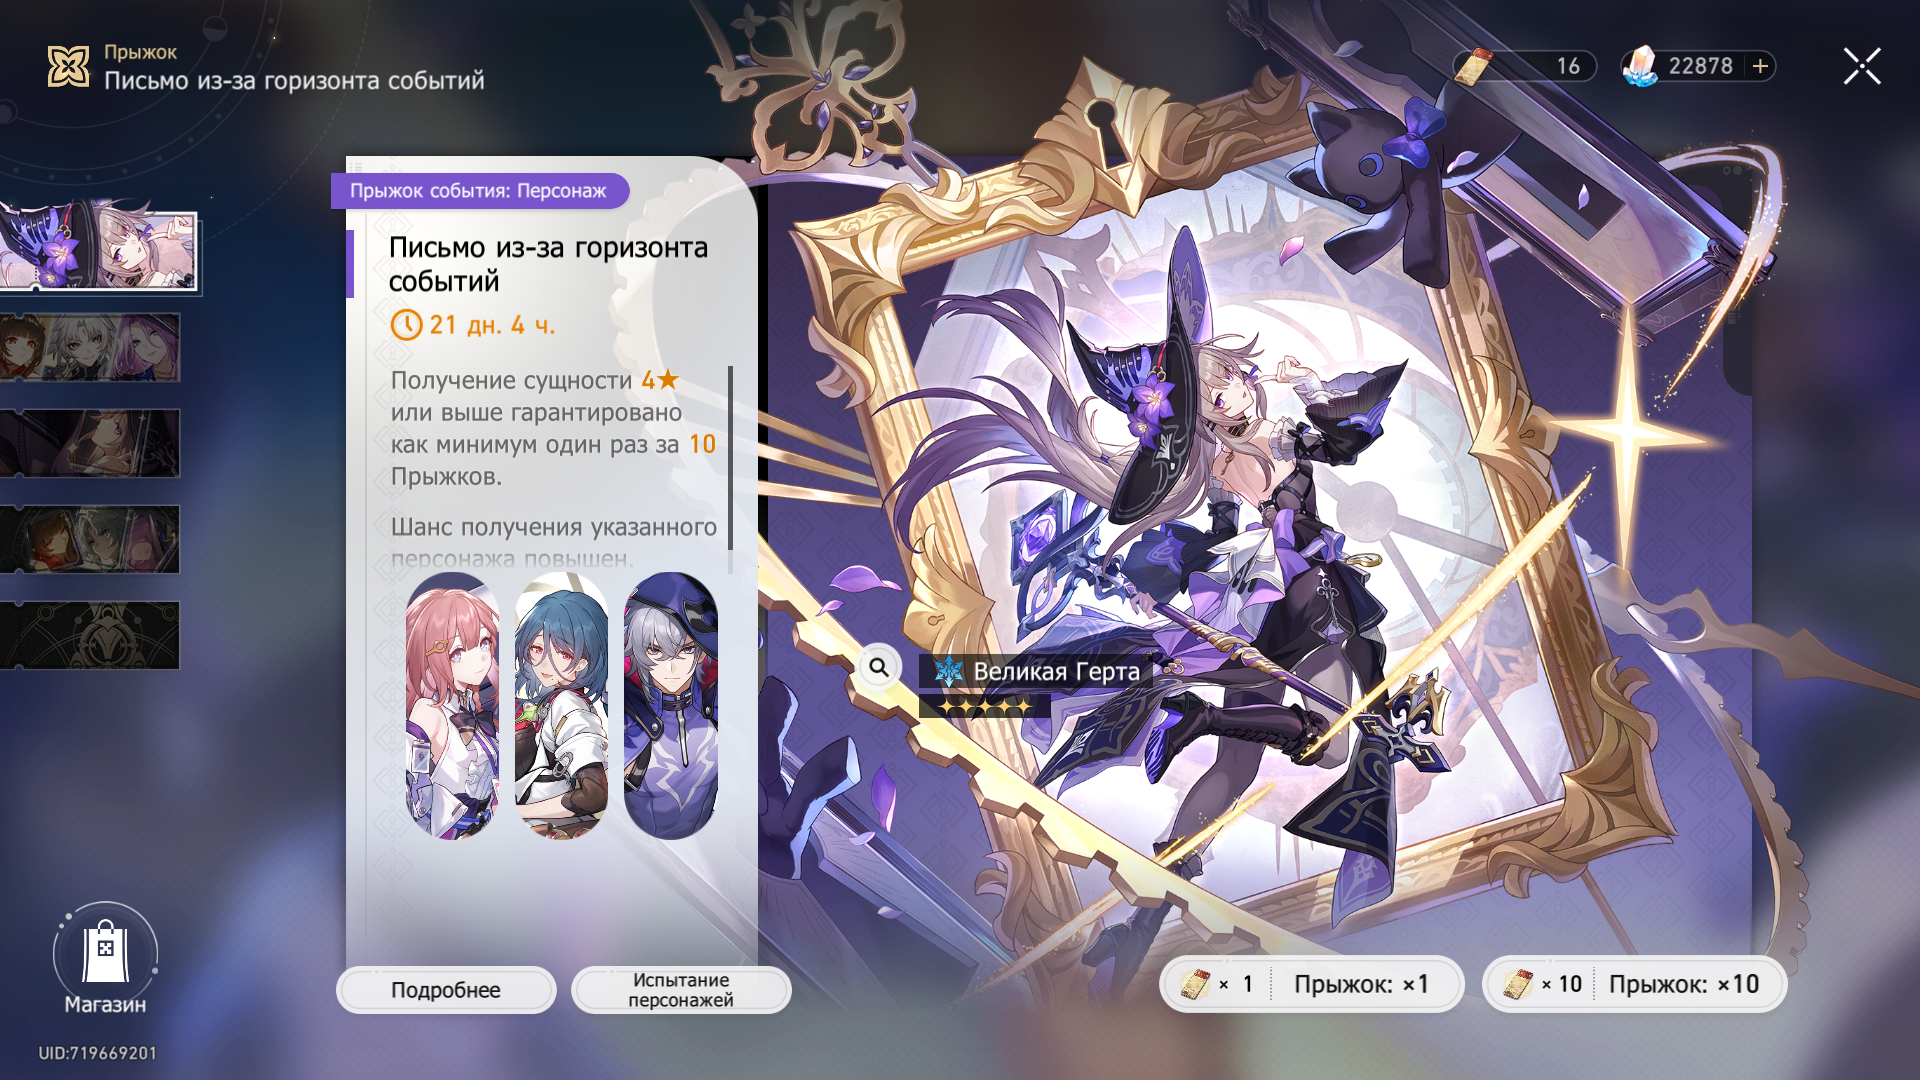 Прыжок
Письмо из-за горизонта событий
16
22878
Прыжок события: Персонаж
Письмо из-за горизонта
событий
21 дн. 4 ч.
Получение сущности 4★
или выше гарантировано
как минимум один раз за 10
Прыжков.
Шанс получения указанного
персонажа повышен.
Великая Герта
Магазин
Подробнее
Испытание
персонажей
× 1
Прыжок: ×1
× 10
Прыжок: ×10
UID:719669201